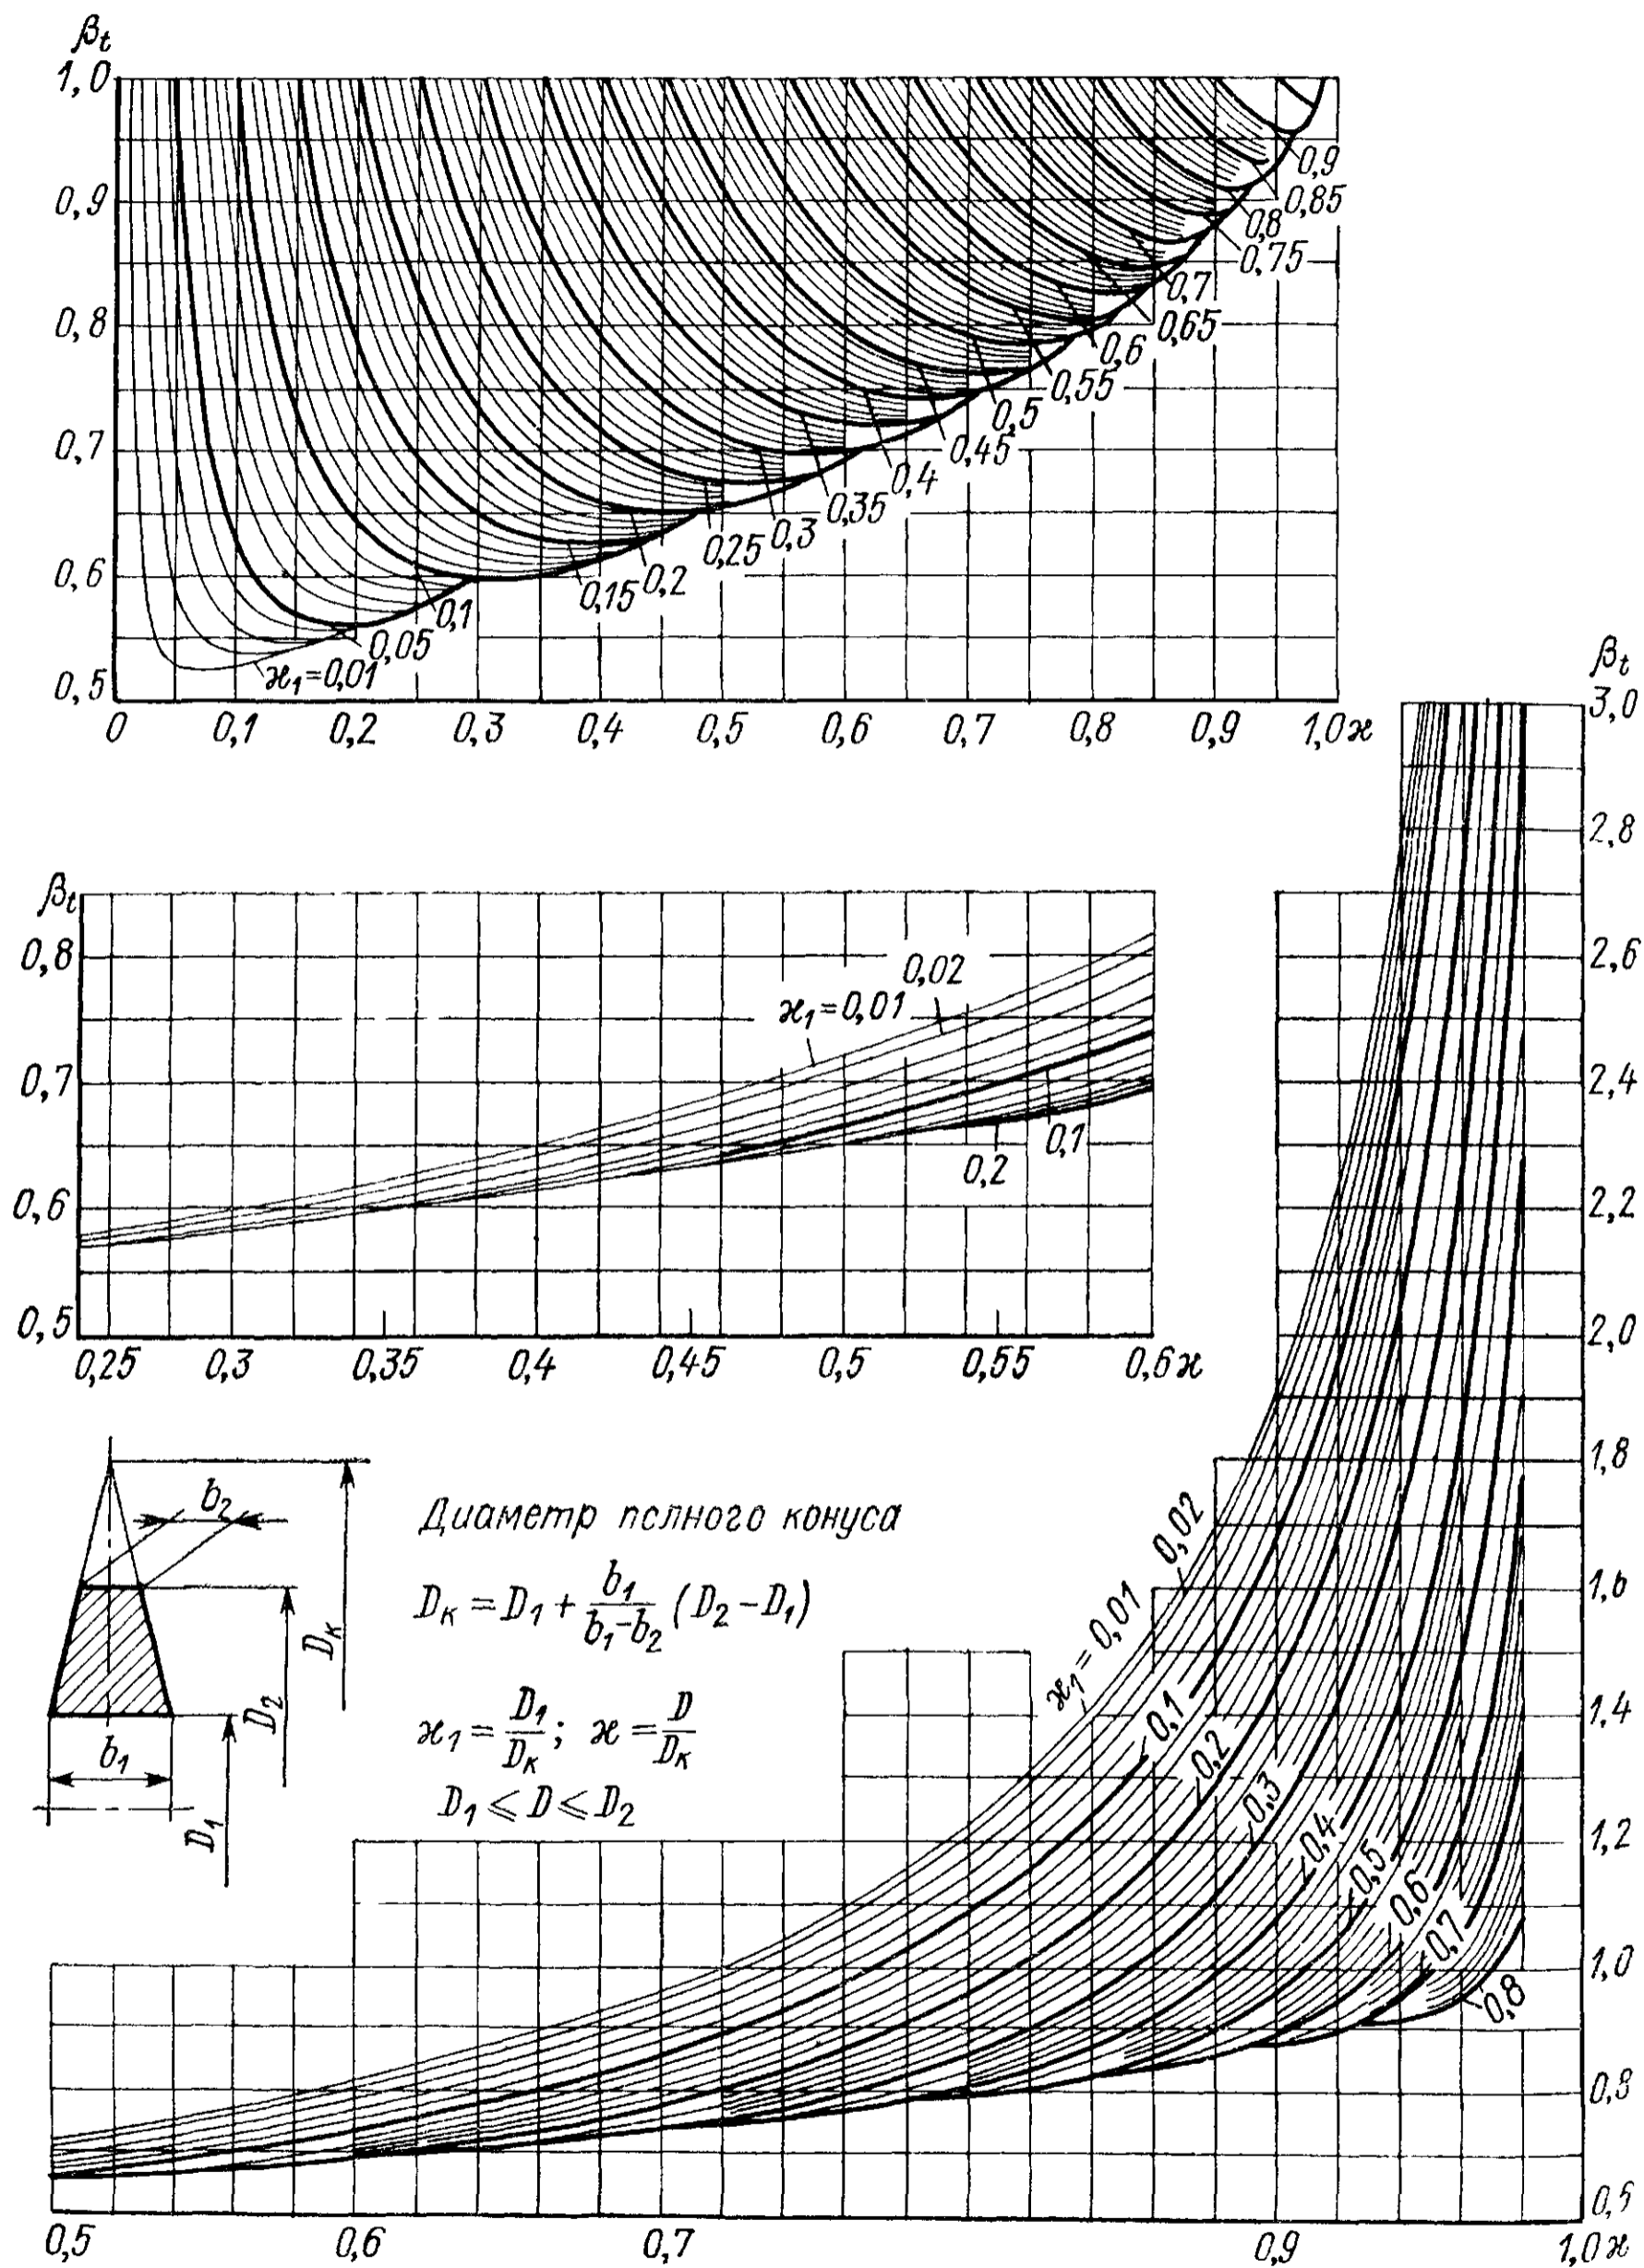 βt
1,0
0,9
0,8
0,7
0,6
0,5
0 0,1 0,2 0,3 0,4 0,5 0,6 0,7 0,8 0,9 1,0 ϰ
ϰ₁=0,01
0,05
0,1
0,15
0,2
0,25
0,3
0,35
0,4
0,45
0,5
0,55
0,6
0,65
0,7
0,75
0,8
0,85
0,9
βt
0,8
0,7
0,6
0,5
0,25 0,3 0,35 0,4 0,45 0,5 0,55 0,6 ϰ
ϰ₁=0,01
0,02
0,1
0,2
b₂
Dк
D₂
b₁
D₁
Диаметр полного конуса
Dк = D₁ + b₁/(b₁-b₂) (D₂-D₁)
ϰ₁ = D₁/Dк; ϰ = D/Dк
D₁ ⩽ D ⩽ D₂
βt
3,0
2,8
2,6
2,4
2,2
2,0
1,8
1,6
1,4
1,2
1,0
0,8
0,5
ϰ₁=0,01
0,02
0,1
0,2
0,3
0,4
0,5
0,6
0,7
0,8
0,5 0,6 0,7 0,9 1,0 ϰ